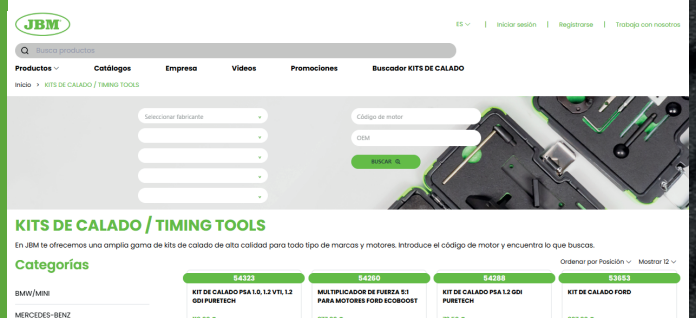 JBM
ES
Iniciar sesión
Registrarse
Trabaja con nosotros
Busca productos
Productos
Catálogos
Empresa
Videos
Promociones
Buscador KITS DE CALADO
Inicio > KITS DE CALADO / TIMING TOOLS
Seleccionar fabricante
Código de motor
OEM
BUSCAR
KITS DE CALADO / TIMING TOOLS
En JBM te ofrecemos una amplia gama de kits de calado de alta calidad para todo tipo de marcas y motores. Introduce el código de motor y encuentra lo que buscas.
Categorías
Ordenar por Posición
Mostrar 12
BMW/MINI
MERCEDES-BENZ
54323
KIT DE CALADO PSA 1.0, 1.2 VTI, 1.2
GDI PURETECH
54260
MULTIPLICADOR DE FUERZA 5:1
PARA MOTORES FORD ECOBOOST
54288
KIT DE CALADO PSA 1.2 GDI
PURETECH
53653
KIT DE CALADO FORD